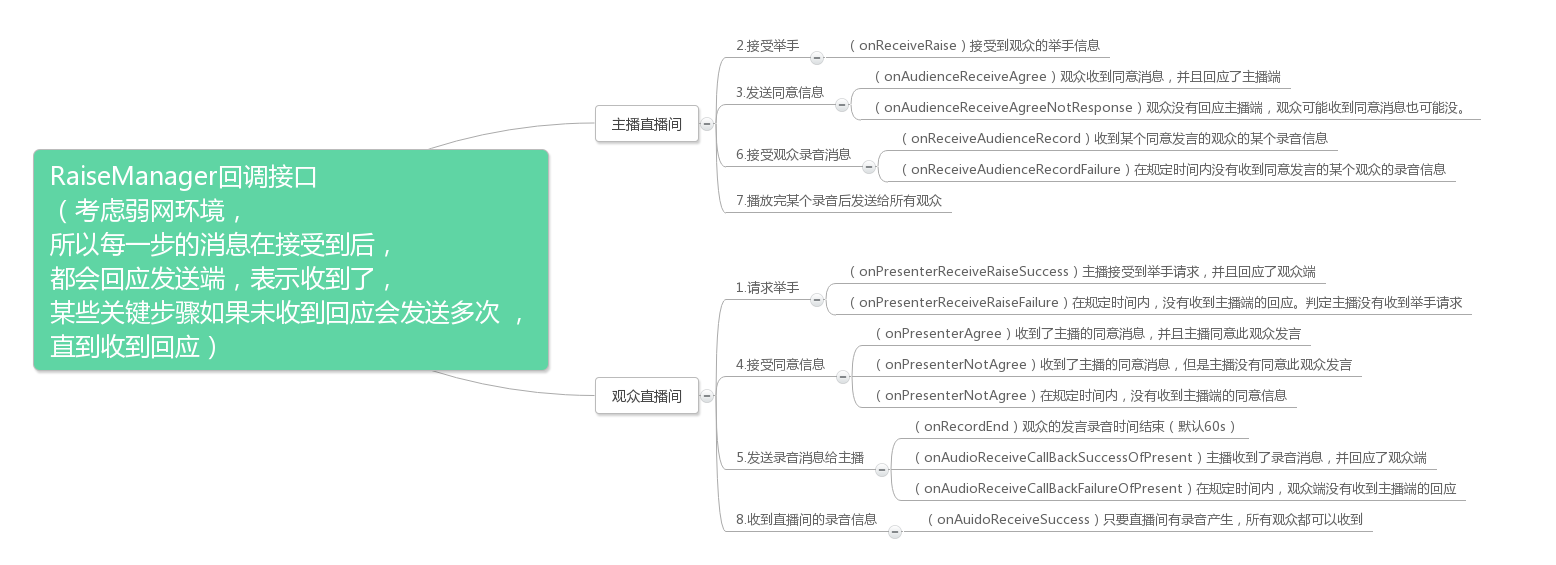 RaiseManager回调接口
（考虑弱网环境，
所以每一步的消息在接受到后，
都会回应发送端，表示收到了，
某些关键步骤如果未收到回应会发送多次 ，
直到收到回应）
主播直播间
2.接受举手
（onReceiveRaise）接受到观众的举手信息
3.发送同意信息
（onAudienceReceiveAgree）观众收到同意消息，并且回应了主播端
（onAudienceReceiveAgreeNotResponse）观众没有回应主播端，观众可能收到同意消息也可能没。
6.接受观众录音消息
（onReceiveAudienceRecord）收到某个同意发言的观众的某个录音信息
（onReceiveAudienceRecordFailure）在规定时间内没有收到同意发言的某个观众的录音信息
7.播放完某个录音后发送给所有观众
观众直播间
1.请求举手
（onPresenterReceiveRaiseSuccess）主播接受到举手请求，并且回应了观众端
（onPresenterReceiveRaiseFailure）在规定时间内，没有收到主播端的回应。判定主播没有收到举手请求
4.接受同意信息
（onPresenterAgree）收到了主播的同意消息，并且主播同意此观众发言
（onPresenterNotAgree）收到了主播的同意消息，但是主播没有同意此观众发言
（onPresenterNotAgree）在规定时间内，没有收到主播端的同意信息
5.发送录音消息给主播
（onRecordEnd）观众的发言录音时间结束（默认60s）
（onAudioReceiveCallBackSuccessOfPresent）主播收到了录音消息，并回应了观众端
（onAudioReceiveCallBackFailureOfPresent）在规定时间内，观众端没有收到主播端的回应
8.收到直播间的录音信息
（onAuidoReceiveSuccess）只要直播间有录音产生，所有观众都可以收到